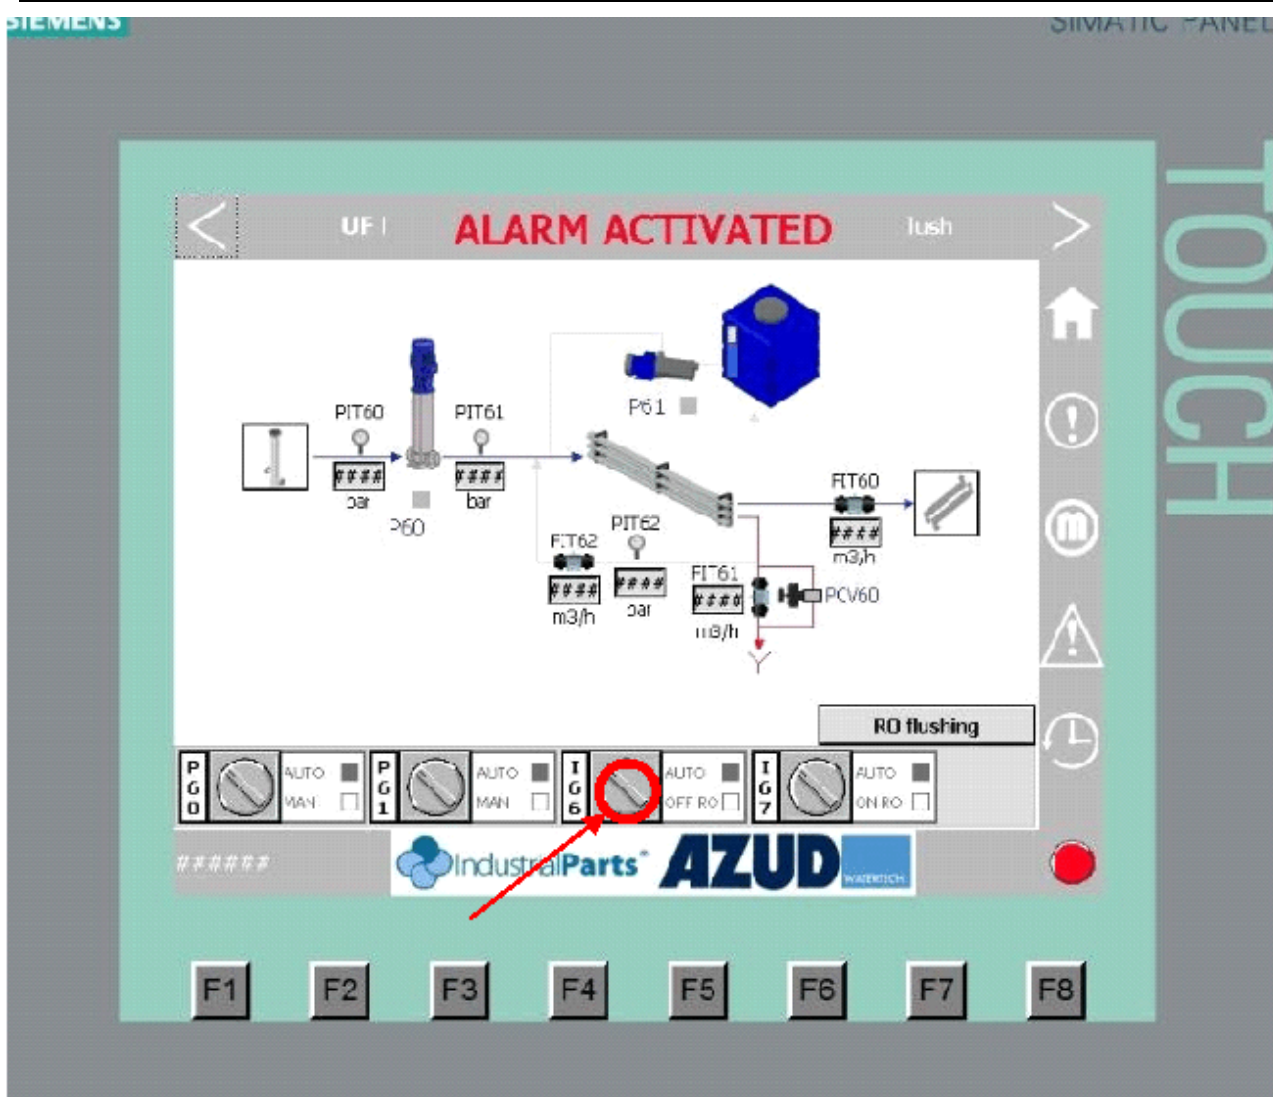 SIEMENS
SIMATIC PANEL
TOUCH
UF
ALARM ACTIVATED
lush
PIT60
####
bar
P60
PIT61
####
bar
P61
FIT60
####
m3/h
PIT62
####
bar
FIT62
####
m3/h
FIT61
####
m3/h
PCV60
RO flushing
P
G
0
AUTO
MAN
P
G
1
AUTO
MAN
I
G
6
AUTO
OFF RO
I
G
7
AUTO
ON RO
######
IndustrialParts
AZUD
WATERTECH
F1
F2
F3
F4
F5
F6
F7
F8